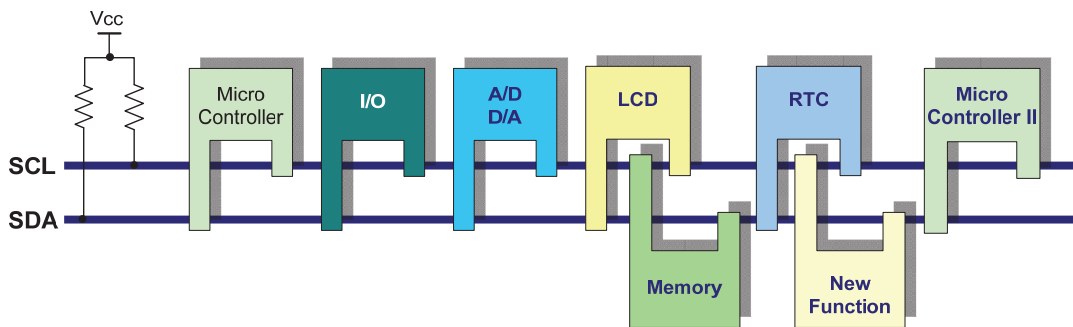 Vcc
Micro
Controller
I/O
A/D
D/A
LCD
RTC
Micro
Controller II
SCL
SDA
Memory
New
Function